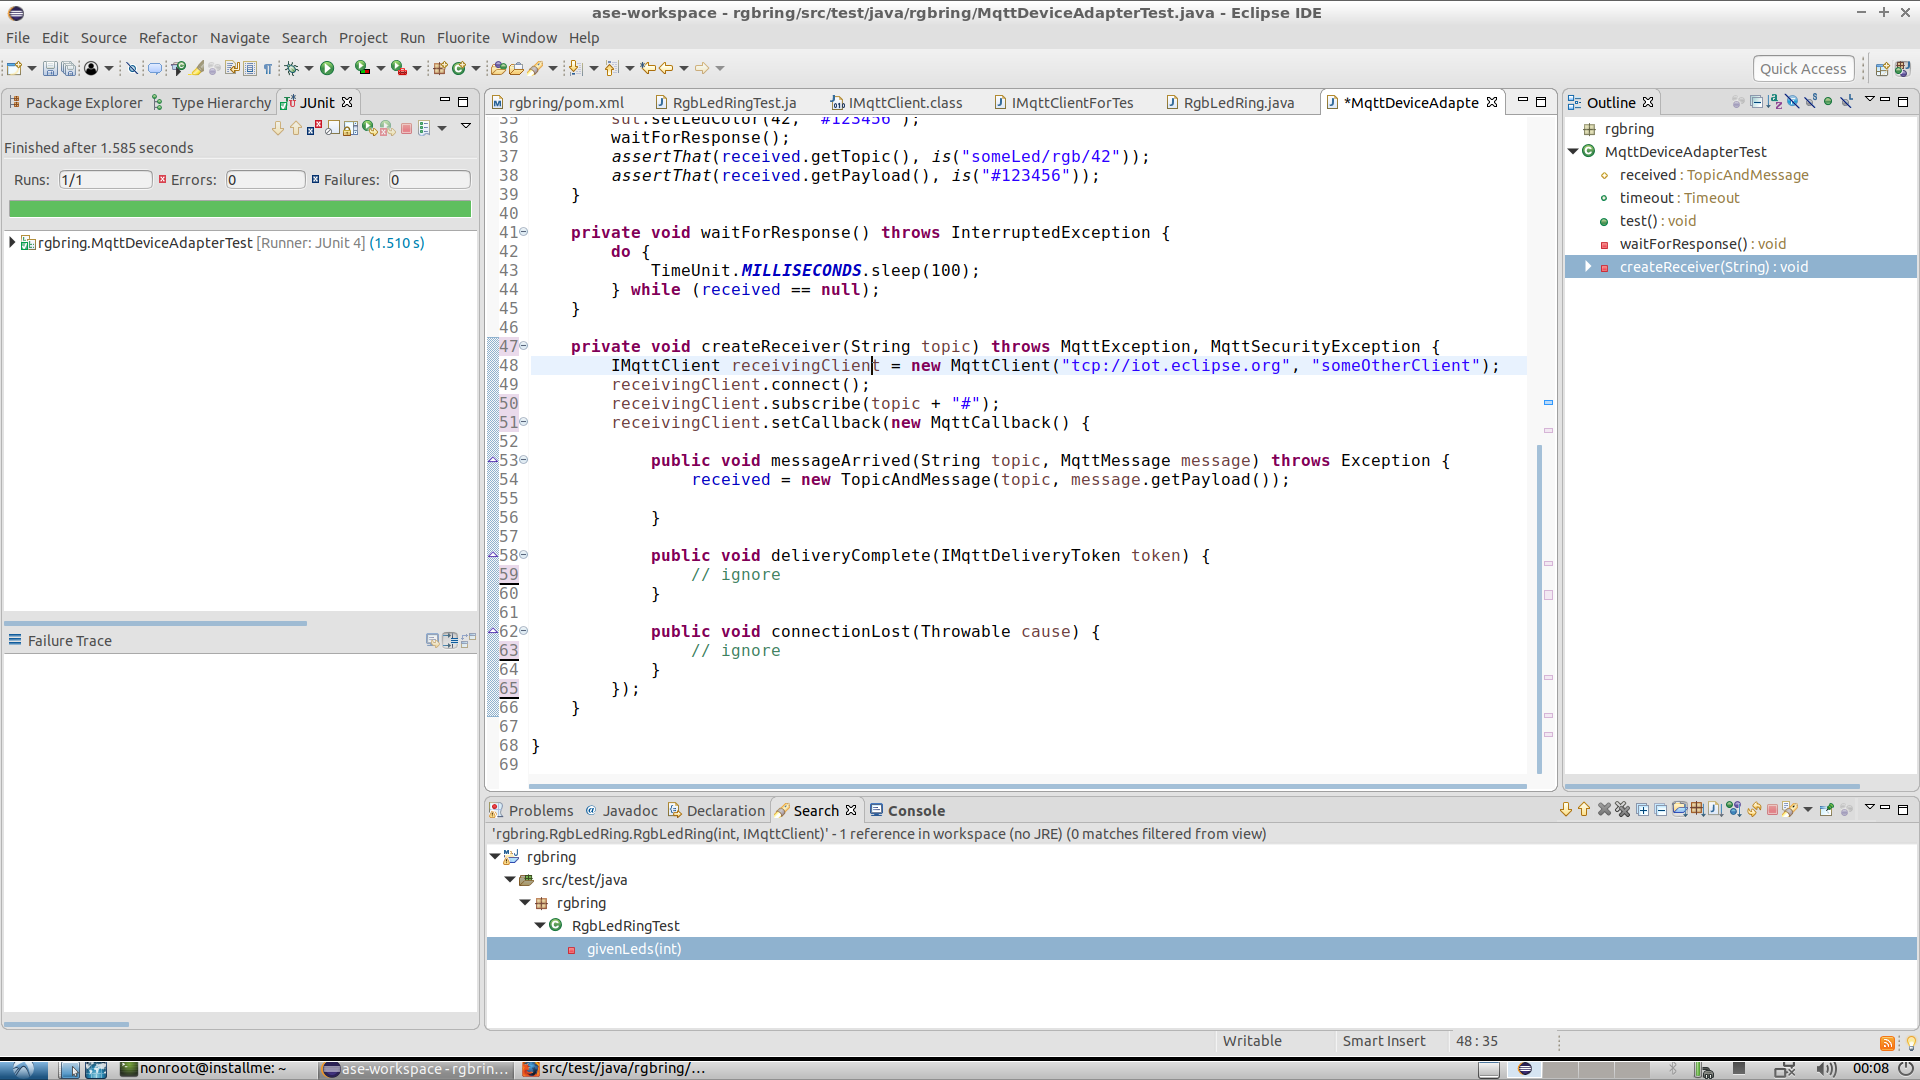 ase-workspace - rgbring/src/test/java/rgbring/MqttDeviceAdapterTest.java - Eclipse IDE
File Edit Source Refactor Navigate Search Project Run Fluorite Window Help
Quick Access
Package Explorer Type Hierarchy JUnit
Finished after 1.585 seconds
Runs: 1/1 Errors: 0 Failures: 0
rgbring.MqttDeviceAdapterTest [Runner: JUnit 4] (1.510 s)
Failure Trace
rgbring/pom.xml RgbLedRingTest.ja IMqttClient.class IMqttClientForTes RgbLedRing.java *MqttDeviceAdapte
35 sut.setLedColor(42, "#123456");
36 waitForResponse();
37 assertThat(received.getTopic(), is("someLed/rgb/42"));
38 assertThat(received.getPayload(), is("#123456"));
39 }
40
41 private void waitForResponse() throws InterruptedException {
42 do {
43 TimeUnit.MILLISECONDS.sleep(100);
44 } while (received == null);
45 }
46
47 private void createReceiver(String topic) throws MqttException, MqttSecurityException {
48 IMqttClient receivingClient = new MqttClient("tcp://iot.eclipse.org", "someOtherClient");
49 receivingClient.connect();
50 receivingClient.subscribe(topic + "#");
51 receivingClient.setCallback(new MqttCallback() {
52
53 public void messageArrived(String topic, MqttMessage message) throws Exception {
54 received = new TopicAndMessage(topic, message.getPayload());
55
56 }
57
58 public void deliveryComplete(IMqttDeliveryToken token) {
59 // ignore
60 }
61
62 public void connectionLost(Throwable cause) {
63 // ignore
64 }
65 });
66 }
67
68 }
69
Outline
rgbring
MqttDeviceAdapterTest
received : TopicAndMessage
timeout : Timeout
test() : void
waitForResponse() : void
createReceiver(String) : void
Problems Javadoc Declaration Search Console
'rgbring.RgbLedRing.RgbLedRing(int, IMqttClient)' - 1 reference in workspace (no JRE) (0 matches filtered from view)
rgbring
src/test/java
rgbring
RgbLedRingTest
givenLeds(int)
Writable Smart Insert 48 : 35
nonroot@installme: ~ ase-workspace - rgbrin... src/test/java/rgbring/... 00:08